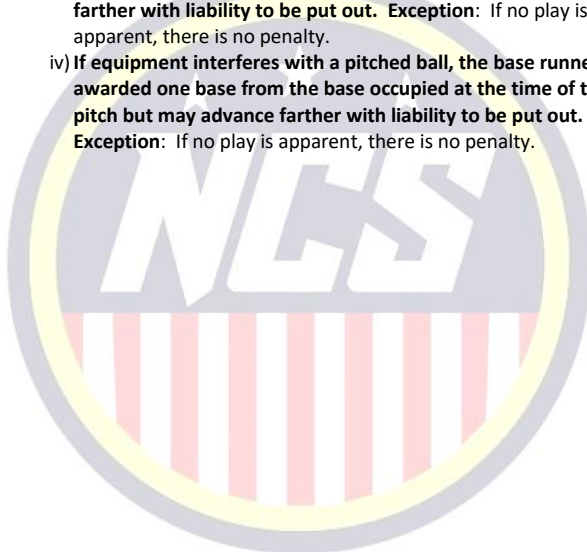 farther with liability to be put out. Exception: If no play is
apparent, there is no penalty.
iv) If equipment interferes with a pitched ball, the base runne
awarded one base from the base occupied at the time of t
pitch but may advance farther with liability to be put out.
Exception: If no play is apparent, there is no penalty.
NCS